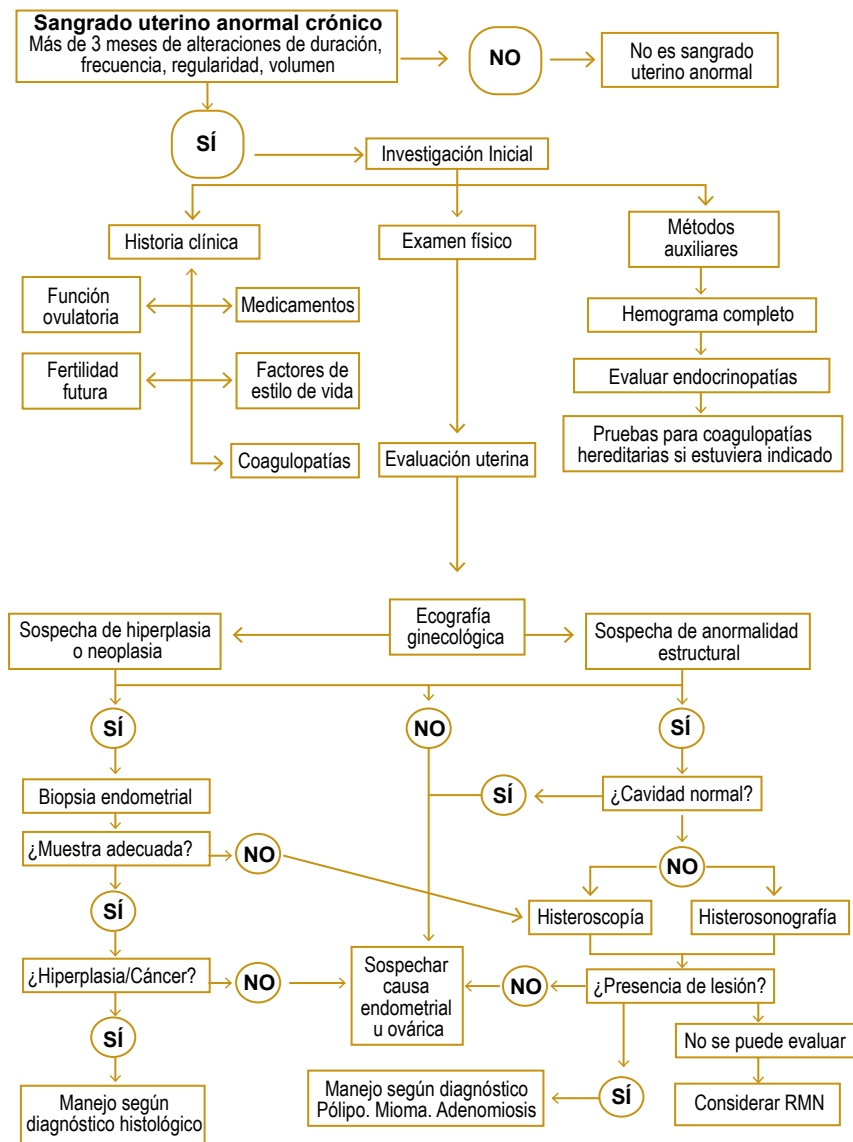 Sangrado uterino anormal crónico
Más de 3 meses de alteraciones de duración,
frecuencia, regularidad, volumen
NO
No es sangrado
uterino anormal
SÍ
Investigación Inicial
Historia clínica
Examen físico
Métodos
auxiliares
Función
ovulatoria
Medicamentos
Hemograma completo
Fertilidad
futura
Factores de
estilo de vida
Evaluar endocrinopatías
Coagulopatías
Evaluación uterina
Pruebas para coagulopatías
hereditarias si estuviera indicado
Sospecha de hiperplasia
o neoplasia
Ecografía
ginecológica
Sospecha de anormalidad
estructural
SÍ
NO
SÍ
Biopsia endometrial
SÍ
¿Cavidad normal?
¿Muestra adecuada?
NO
NO
SÍ
Histeroscopía
Histerosonografía
¿Hiperplasia/Cáncer?
NO
Sospechar
causa
endometrial
u ovárica
NO
¿Presencia de lesión?
SÍ
No se puede evaluar
Manejo según
diagnóstico histológico
Manejo según diagnóstico
Pólipo. Mioma. Adenomiosis
SÍ
Considerar RMN